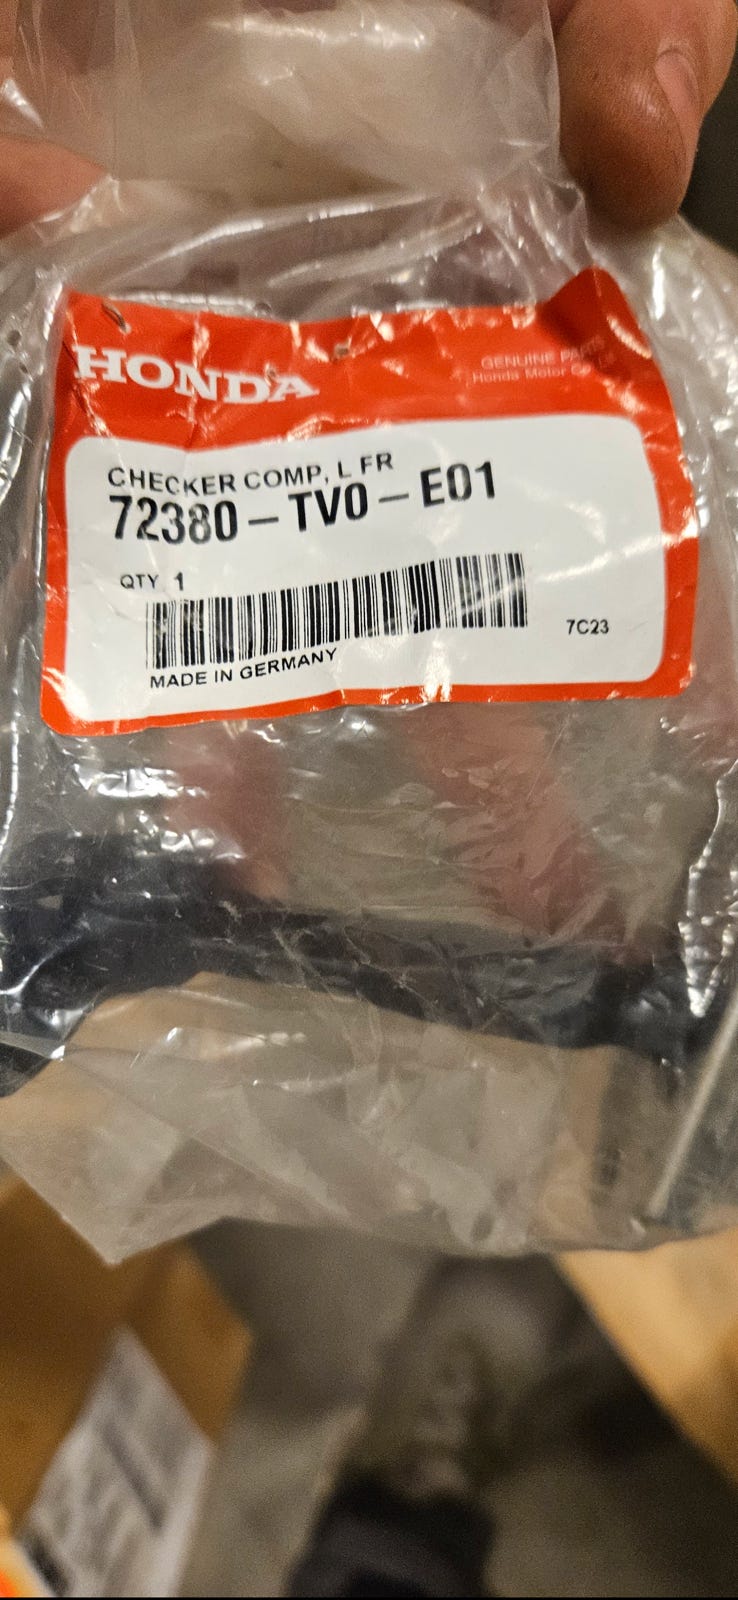 HONDA
GENUINE PARTS
Honda Motor Co.,
CHECKER COMP, L FR
72380-TV0-E01
QTY 1
7C23
MADE IN GERMANY